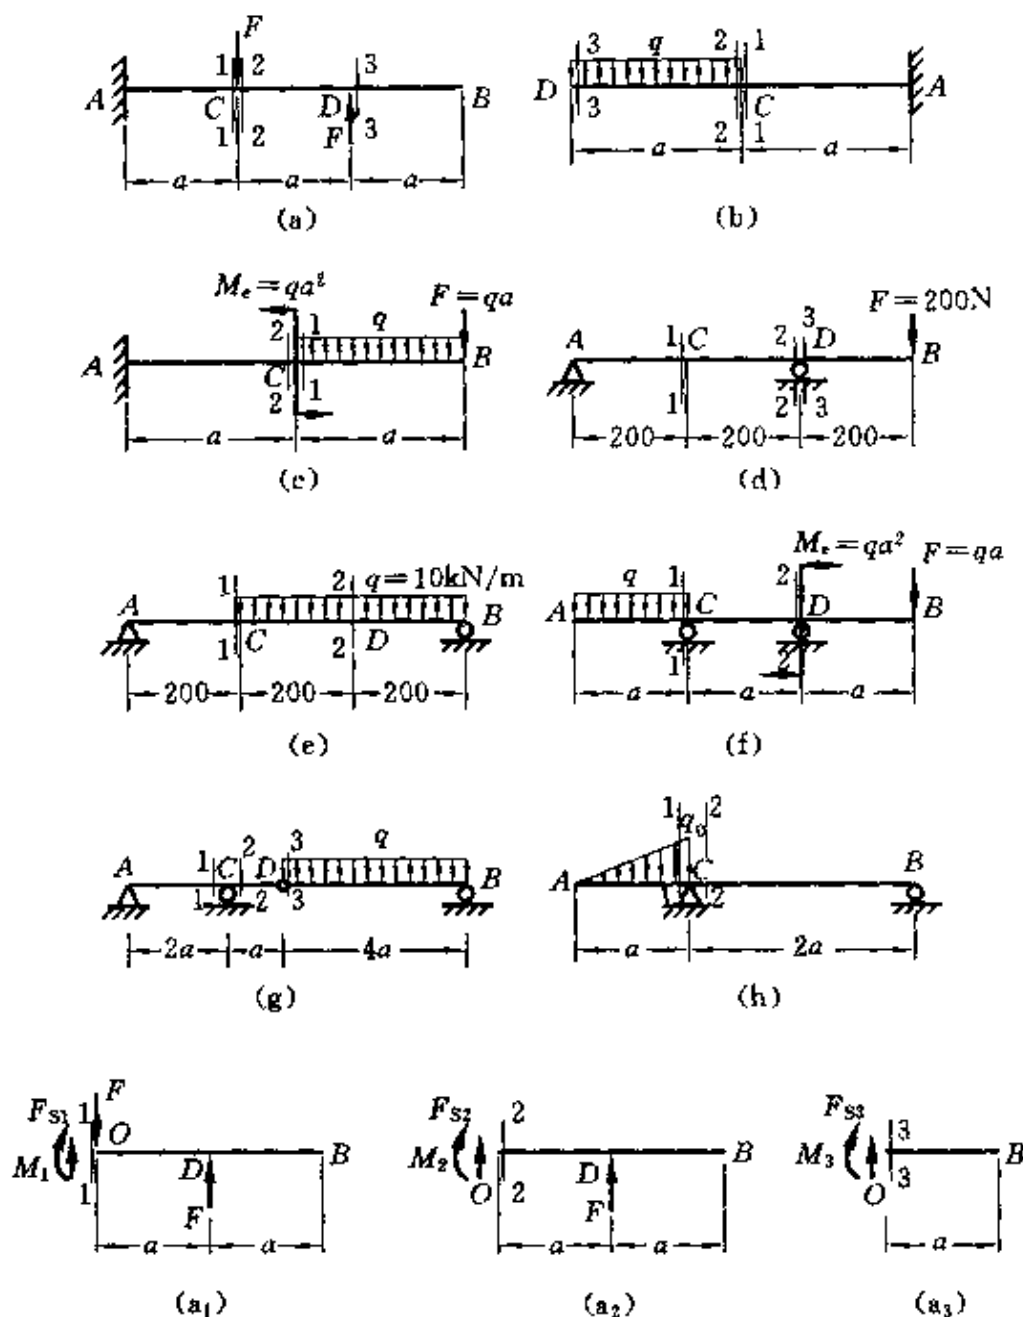 F
1 2 3
A C D B
1 2 F 3
a a a
(a)
3 q 2 1
D C A
3 2 1
a a
(b)
Mₑ=qa² F=qa
2 1 q
A C B
2 1
a a
(c)
F=200N
1 C 2 3 D
A B
1 2 3
200 200 200
(d)
1 2 q=10kN/m
A B
1 C 2 D
200 200 200
(e)
Mₑ=qa² F=qa
q 1 2
A C D B
1 2
a a a
(f)
q
A 1 C 2 D 3 B
1 2 3
2a a 4a
(g)
1 q₀ 2
A C B
1 2
a 2a
(h)
F
F_S1 1 O
M₁ D B
1 F
a a
(a₁)
F_S2 2
M₂ D B
O 2 F
a a
(a₂)
F_S3 3
M₃ B
O 3
a
(a₃)